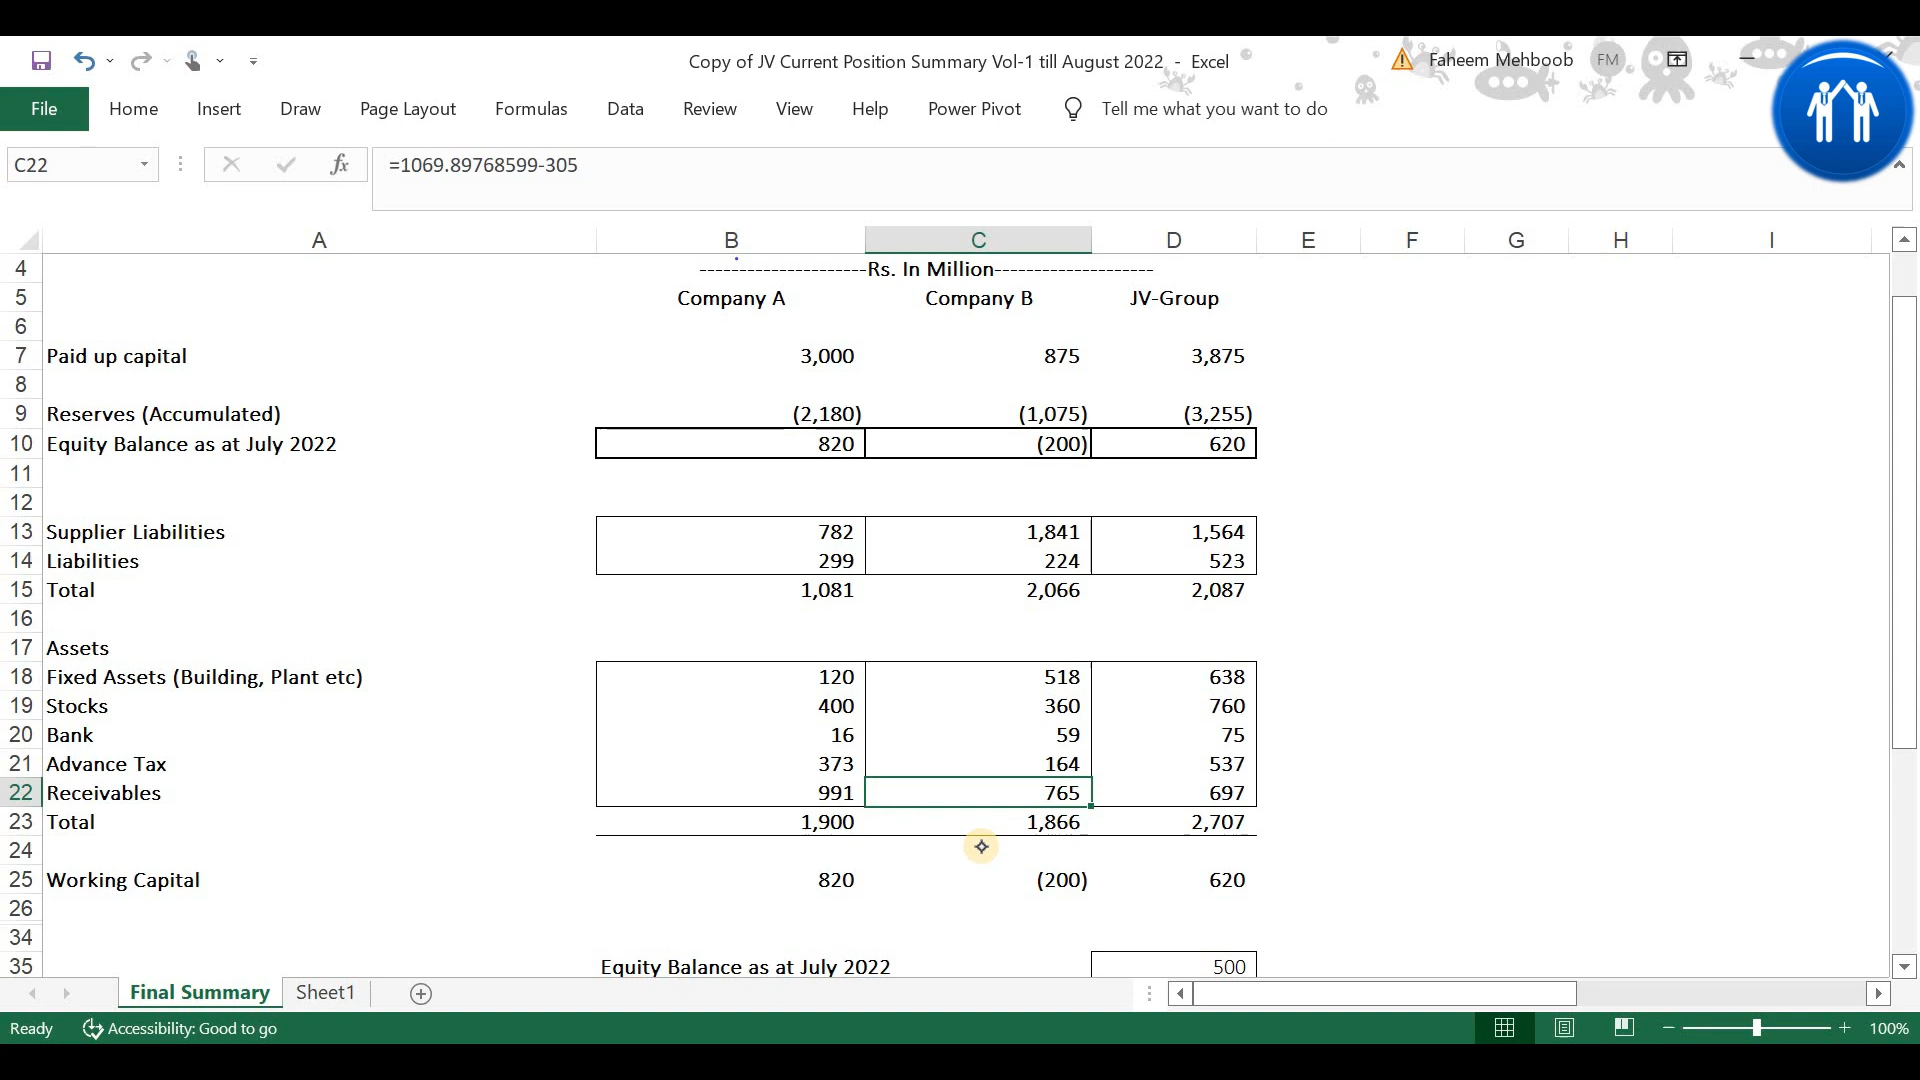 Copy of JV Current Position Summary Vol-1 till August 2022 - Excel
Faheem Mehboob FM
File Home Insert Draw Page Layout Formulas Data Review View Help Power Pivot Tell me what you want to do
C22 fx =1069.89768599-305
A B C D E F G H I
4 ---------------------Rs. In Million--------------------
5 Company A Company B JV-Group
6
7 Paid up capital 3,000 875 3,875
8
9 Reserves (Accumulated) (2,180) (1,075) (3,255)
10 Equity Balance as at July 2022 820 (200) 620
11
12
13 Supplier Liabilities 782 1,841 1,564
14 Liabilities 299 224 523
15 Total 1,081 2,066 2,087
16
17 Assets
18 Fixed Assets (Building, Plant etc) 120 518 638
19 Stocks 400 360 760
20 Bank 16 59 75
21 Advance Tax 373 164 537
22 Receivables 991 765 697
23 Total 1,900 1,866 2,707
24
25 Working Capital 820 (200) 620
26
34
35 Equity Balance as at July 2022 500
Final Summary Sheet1
Ready Accessibility: Good to go 100%